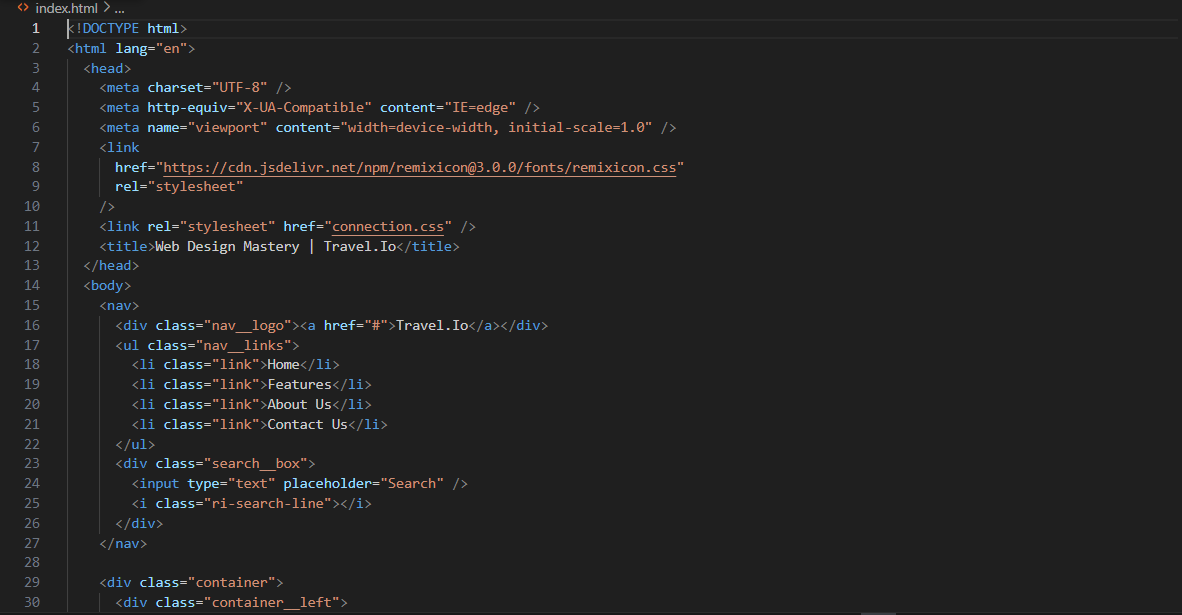 index.html > ...
1 <!DOCTYPE html>
2 <html lang="en">
3 <head>
4 <meta charset="UTF-8" />
5 <meta http-equiv="X-UA-Compatible" content="IE=edge" />
6 <meta name="viewport" content="width=device-width, initial-scale=1.0" />
7 <link
8 href="https://cdn.jsdelivr.net/npm/remixicon@3.0.0/fonts/remixicon.css"
9 rel="stylesheet"
10 />
11 <link rel="stylesheet" href="connection.css" />
12 <title>Web Design Mastery | Travel.Io</title>
13 </head>
14 <body>
15 <nav>
16 <div class="nav__logo"><a href="#">Travel.Io</a></div>
17 <ul class="nav__links">
18 <li class="link">Home</li>
19 <li class="link">Features</li>
20 <li class="link">About Us</li>
21 <li class="link">Contact Us</li>
22 </ul>
23 <div class="search__box">
24 <input type="text" placeholder="Search" />
25 <i class="ri-search-line"></i>
26 </div>
27 </nav>
28
29 <div class="container">
30 <div class="container__left">